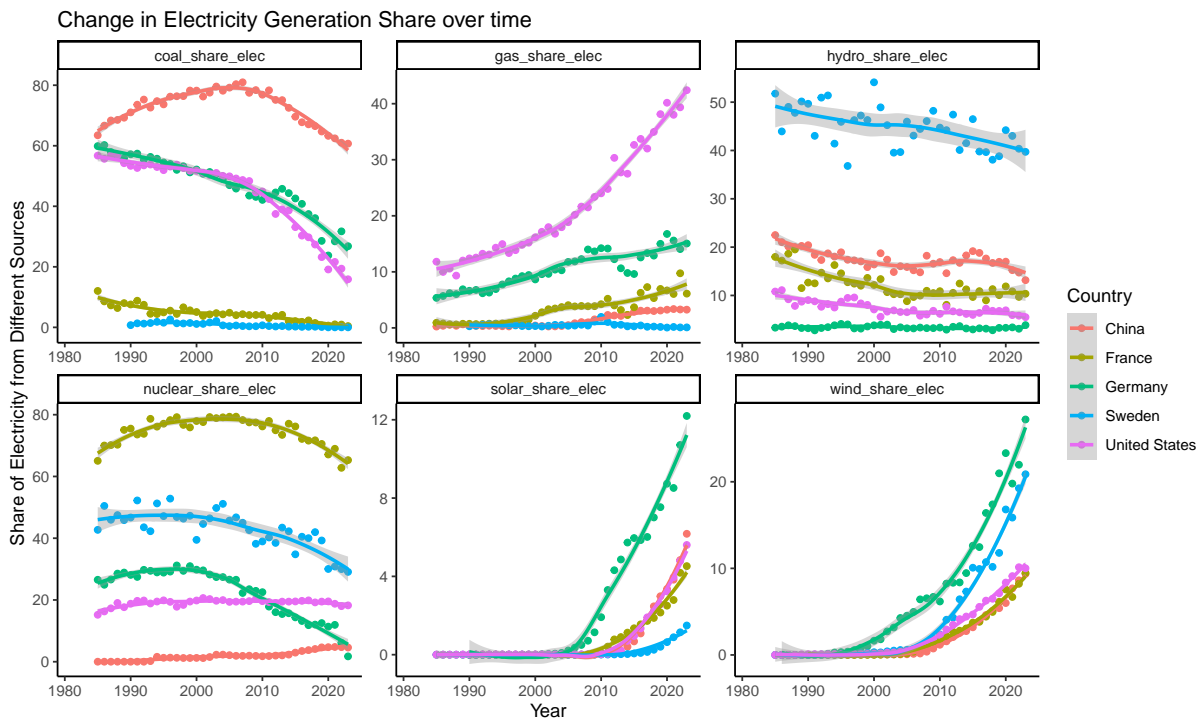 Change in Electricity Generation Share over time
coal_share_elec
gas_share_elec
hydro_share_elec
80
60
40
20
0
1980 1990 2000 2010 2020
40
30
20
10
0
1980 1990 2000 2010 2020
50
40
30
20
10
1980 1990 2000 2010 2020
nuclear_share_elec
solar_share_elec
wind_share_elec
80
60
40
20
0
1980 1990 2000 2010 2020
12
8
4
0
1980 1990 2000 2010 2020
20
10
0
1980 1990 2000 2010 2020
Share of Electricity from Different Sources
Year
Country
China
France
Germany
Sweden
United States